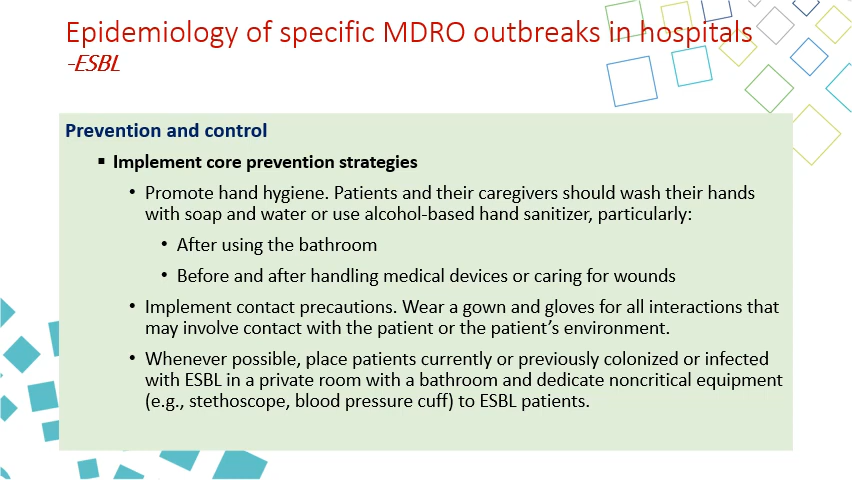 Epidemiology of specific MDRO outbreaks in hospitals
-ESBL
Prevention and control
▪ Implement core prevention strategies
• Promote hand hygiene. Patients and their caregivers should wash their hands
with soap and water or use alcohol-based hand sanitizer, particularly:
• After using the bathroom
• Before and after handling medical devices or caring for wounds
• Implement contact precautions. Wear a gown and gloves for all interactions that
may involve contact with the patient or the patient’s environment.
• Whenever possible, place patients currently or previously colonized or infected
with ESBL in a private room with a bathroom and dedicate noncritical equipment
(e.g., stethoscope, blood pressure cuff) to ESBL patients.